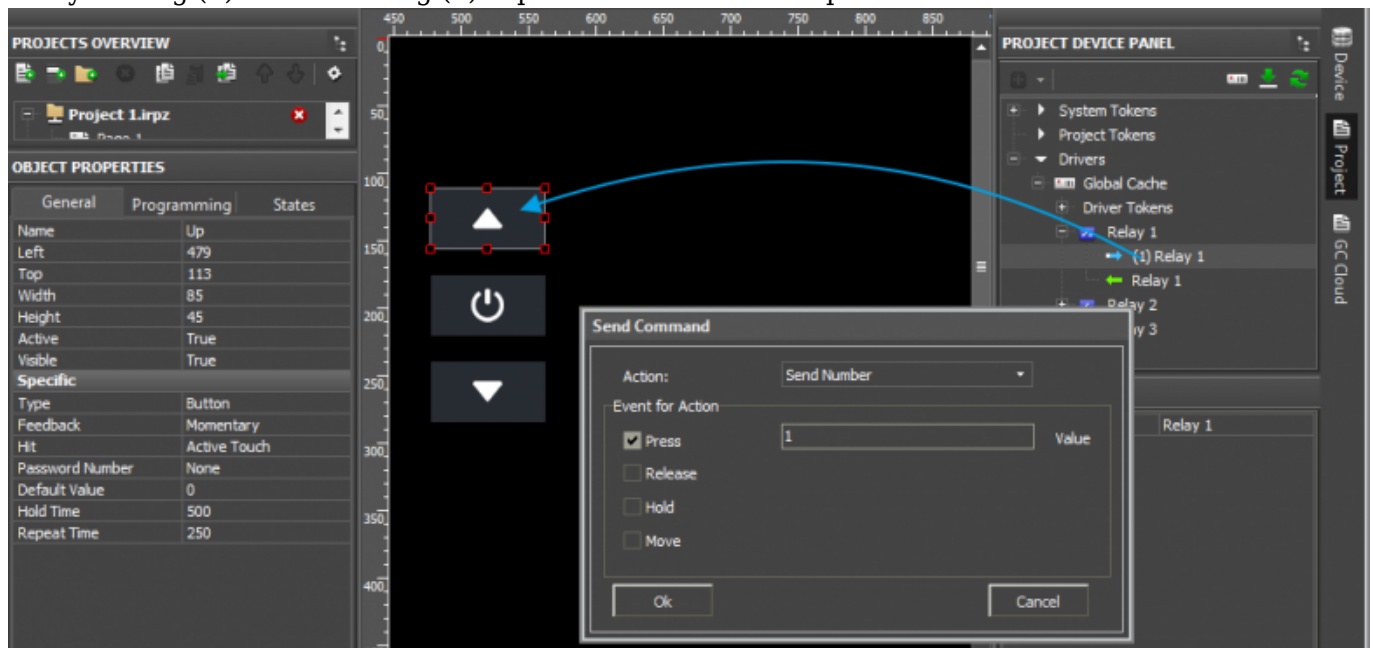 450 500 550 600 650 700 750 800 850
PROJECTS OVERVIEW
Project 1.irpz
Page 1
OBJECT PROPERTIES
General Programming States
Name Up
Left 479
Top 113
Width 85
Height 45
Active True
Visible True
Specific
Type Button
Feedback Momentary
Hit Active Touch
Password Number None
Default Value 0
Hold Time 500
Repeat Time 250
0
50
100
150
200
250
300
350
400
Send Command
Action: Send Number
Event for Action
Press 1 Value
Release
Hold
Move
Ok Cancel
PROJECT DEVICE PANEL
System Tokens
Project Tokens
Drivers
Global Cache
Driver Tokens
Relay 1
(1) Relay 1
Relay 1
Relay 2
y 3
Relay 1
Device
Project
GC Cloud